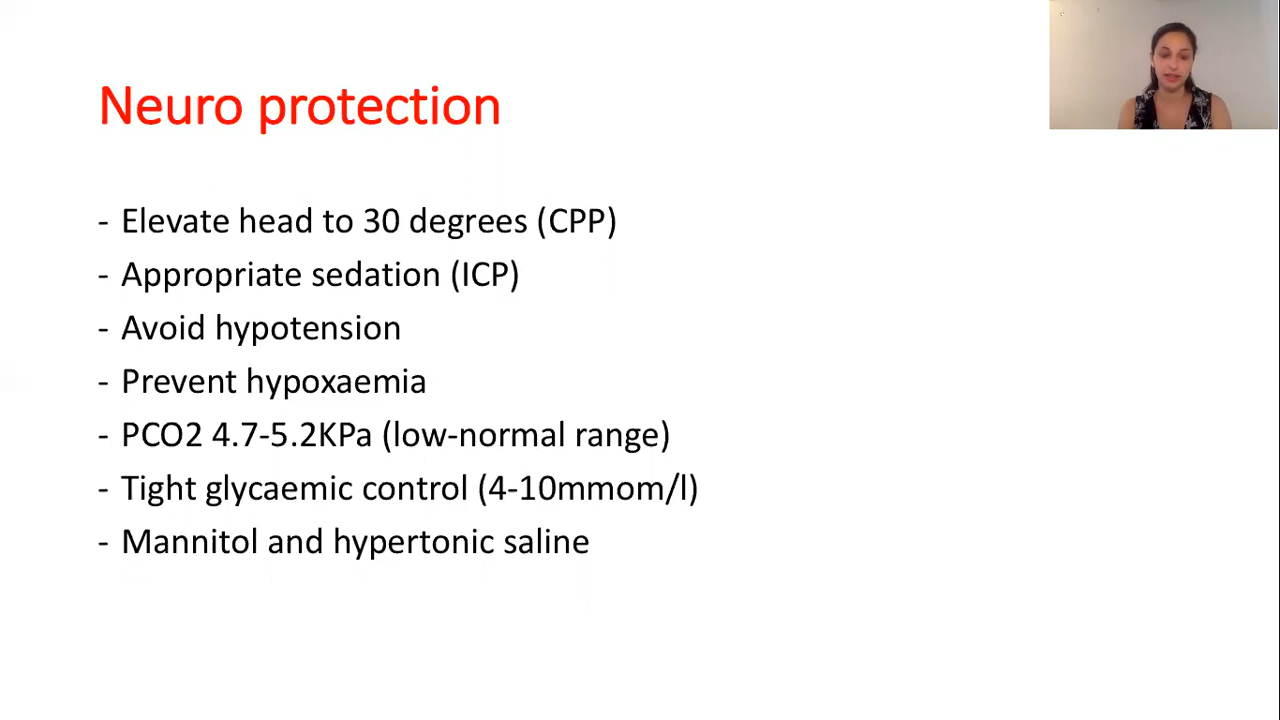 Neuro protection
- Elevate head to 30 degrees (CPP)
- Appropriate sedation (ICP)
- Avoid hypotension
- Prevent hypoxaemia
- PCO2 4.7-5.2KPa (low-normal range)
- Tight glycaemic control (4-10mmom/l)
- Mannitol and hypertonic saline